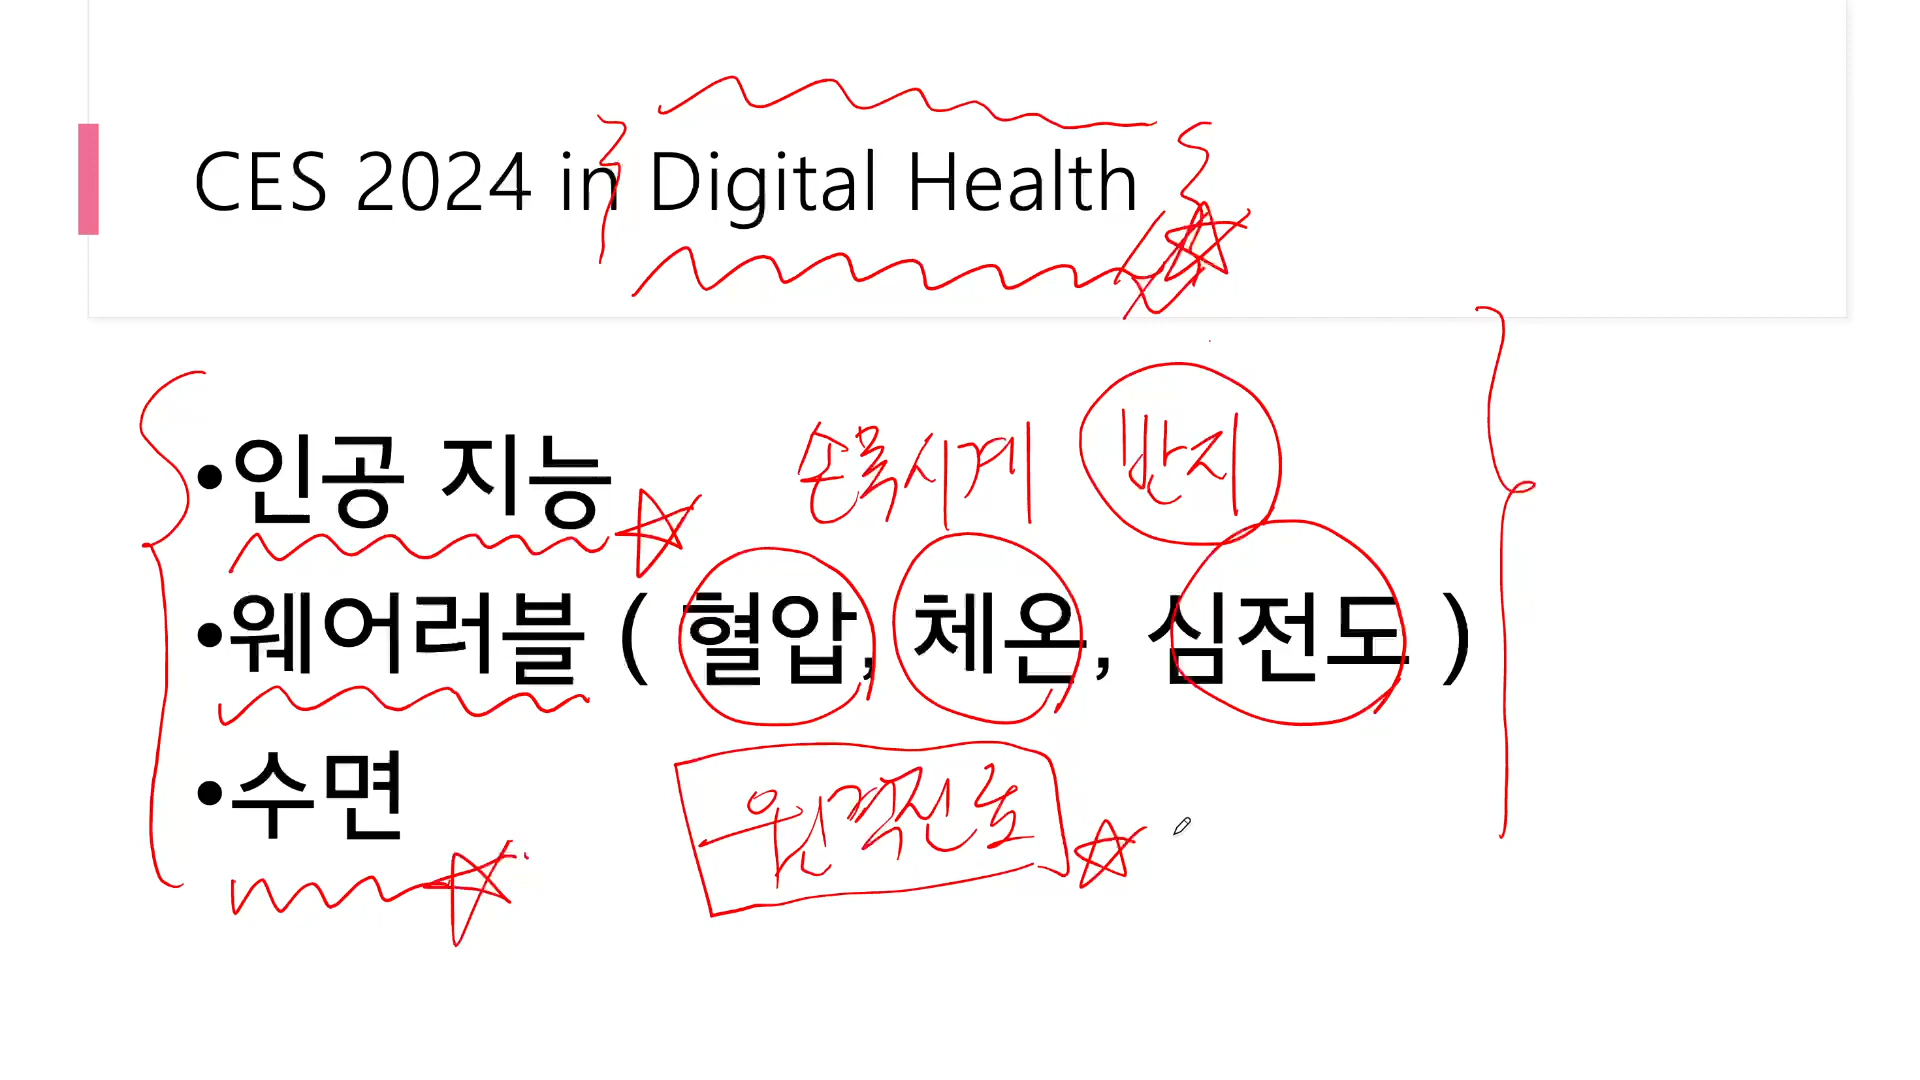 CES 2024 in Digital Health
•인공 지능
손목시계 반지
•웨어러블 ( 혈압, 체온, 심전도 )
•수면
원격진료